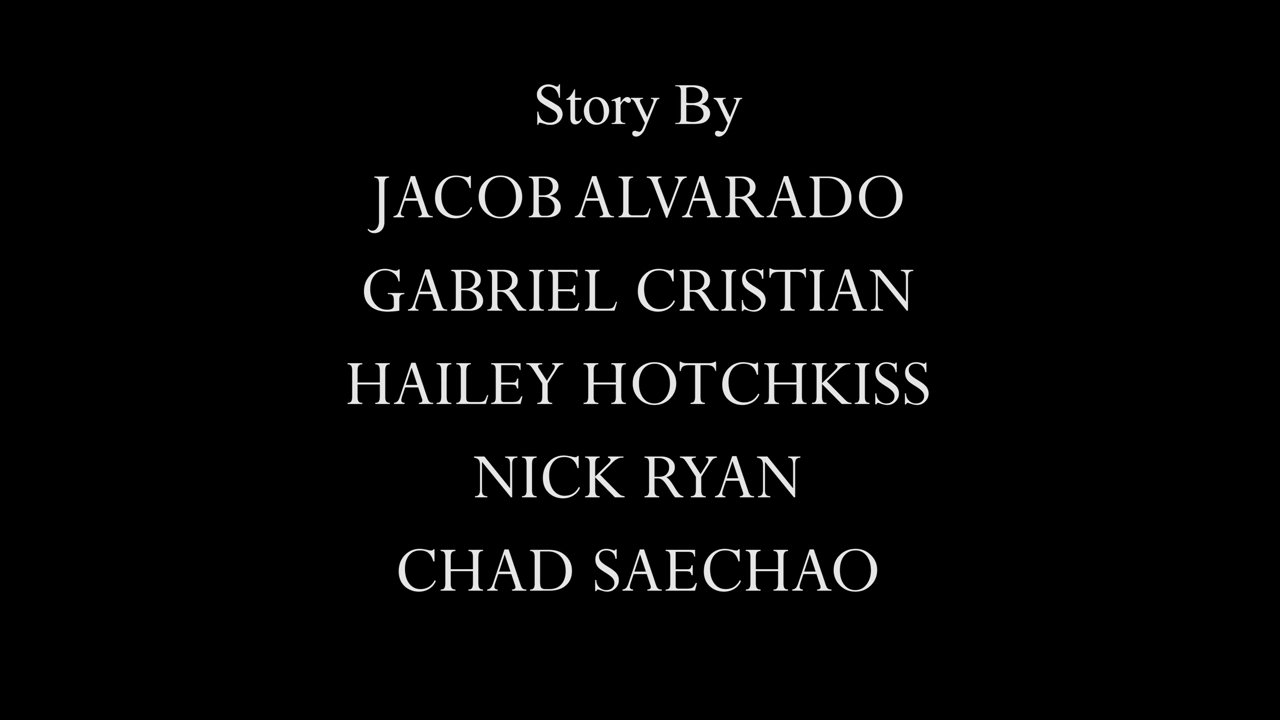 Story By
JACOB ALVARADO
GABRIEL CRISTIAN
HAILEY HOTCHKISS
NICK RYAN
CHAD SAECHAO